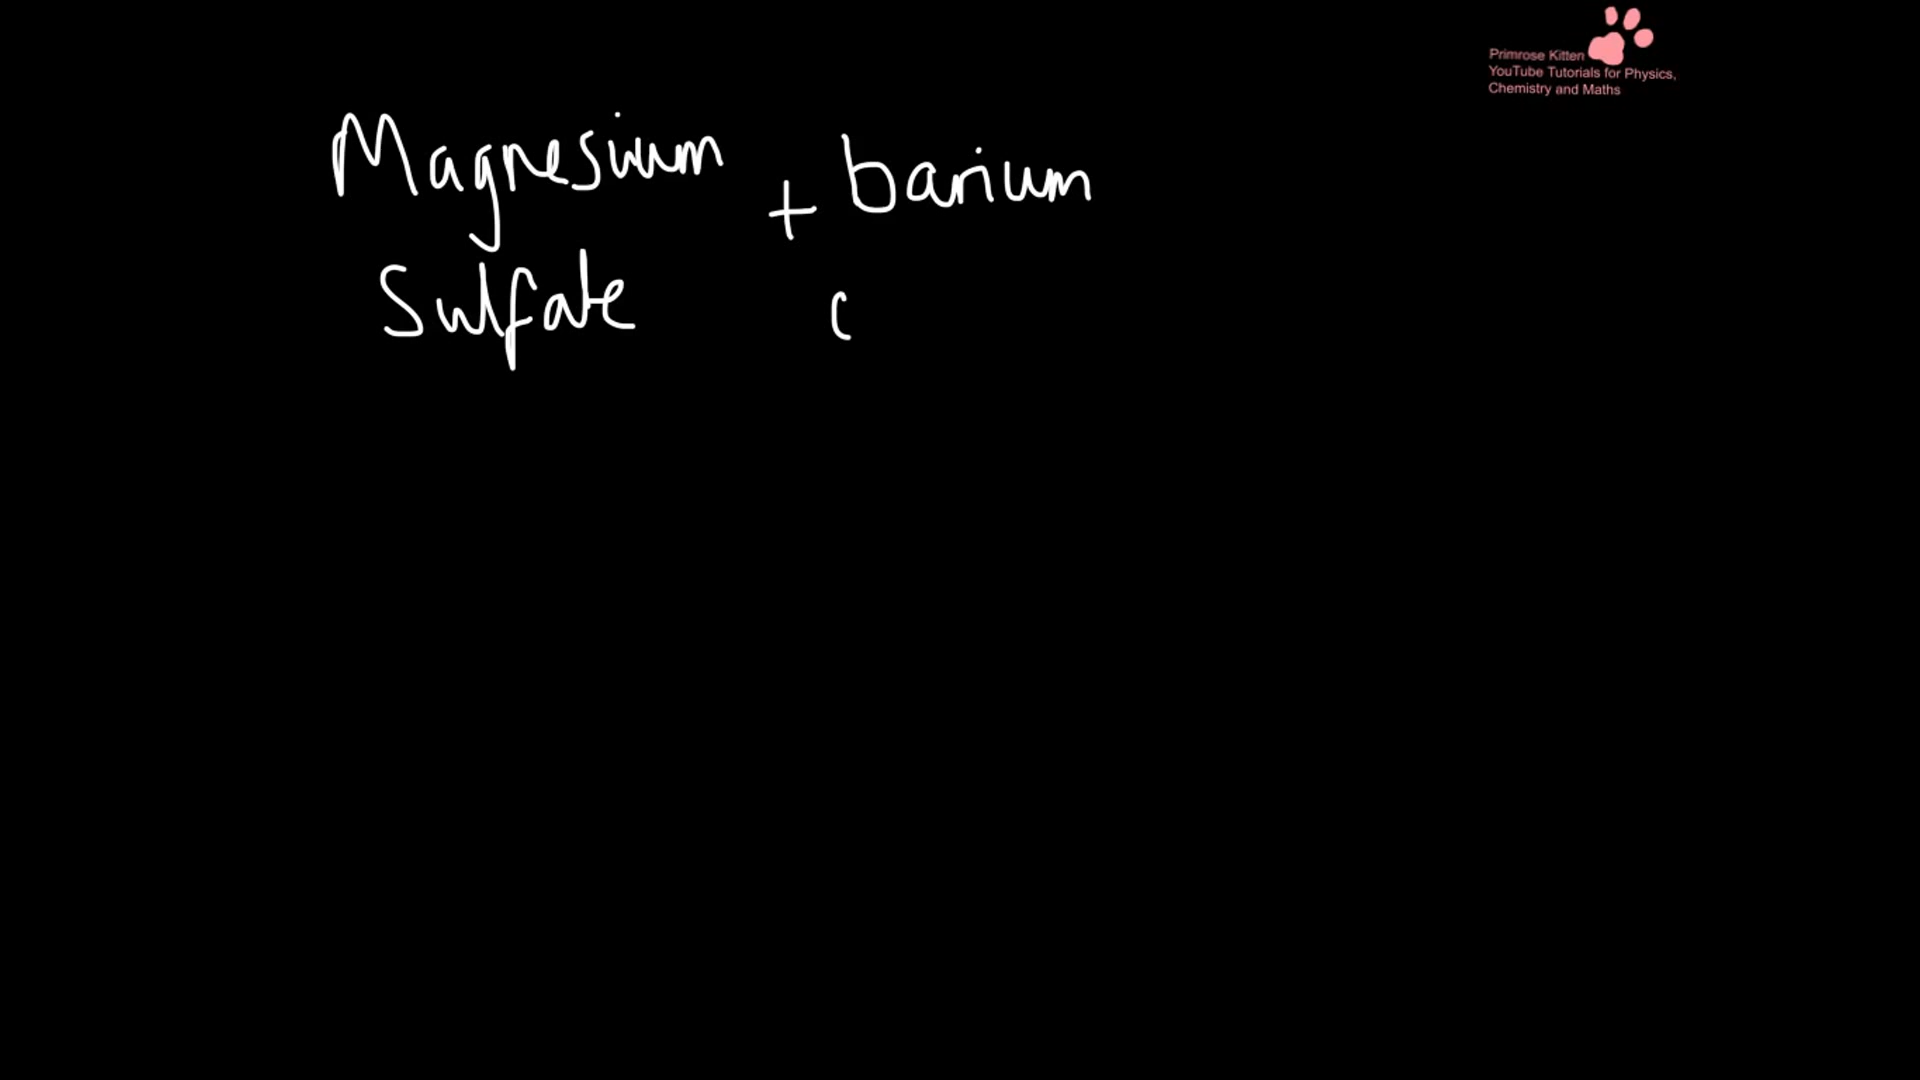 Primrose Kitten
YouTube Tutorials for Physics,
Chemistry and Maths
Magnesium + barium
Sulfate c